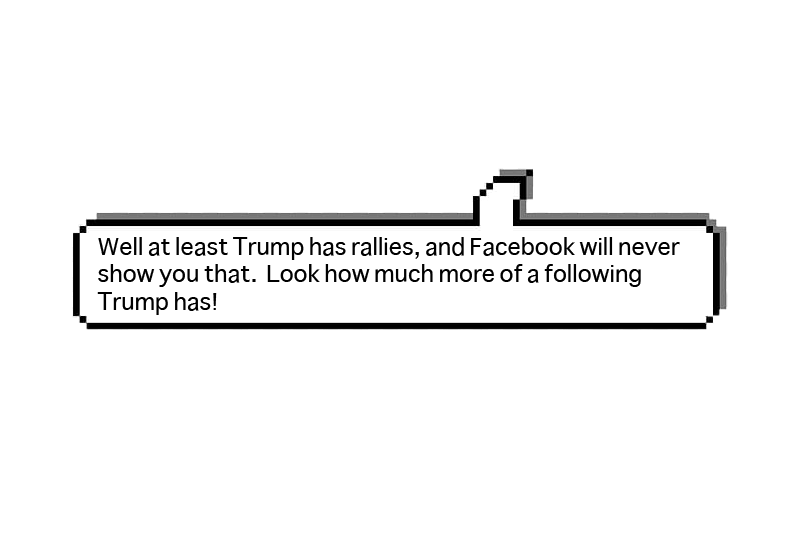 Well at least Trump has rallies, and Facebook will never
show you that.  Look how much more of a following
Trump has!